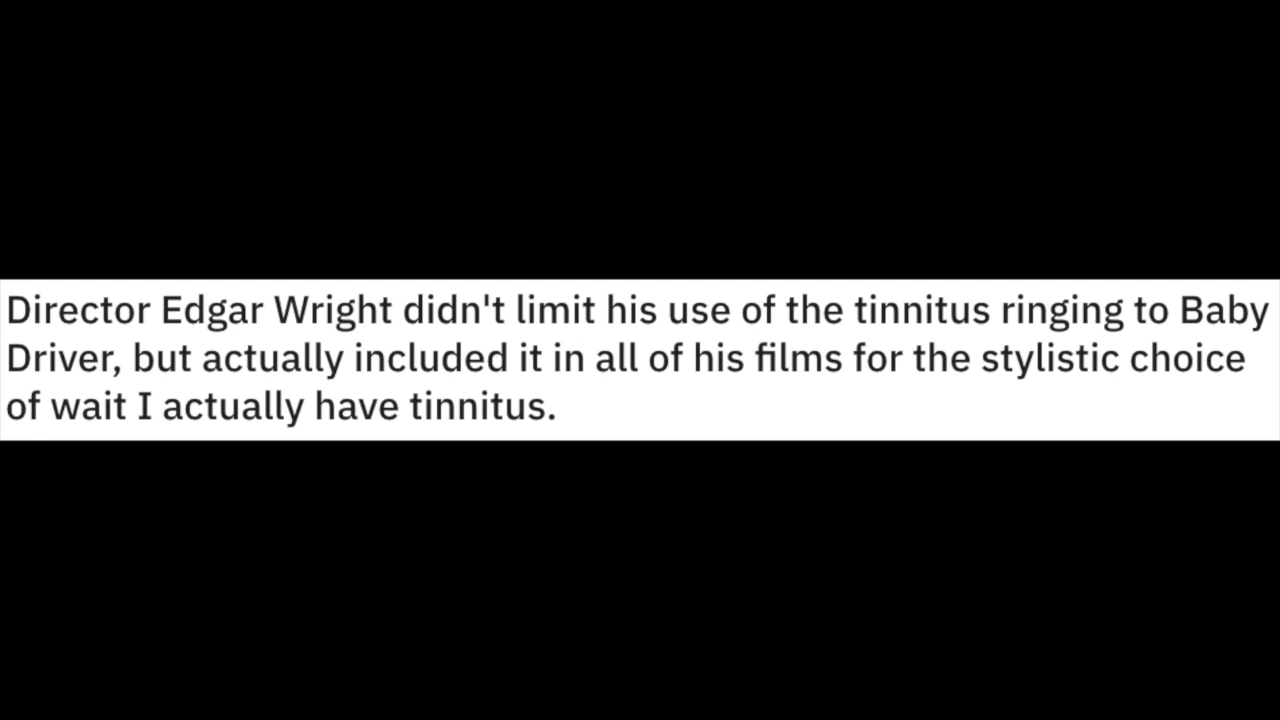 Director Edgar Wright didn't limit his use of the tinnitus ringing to Baby
Driver, but actually included it in all of his films for the stylistic choice
of wait I actually have tinnitus.